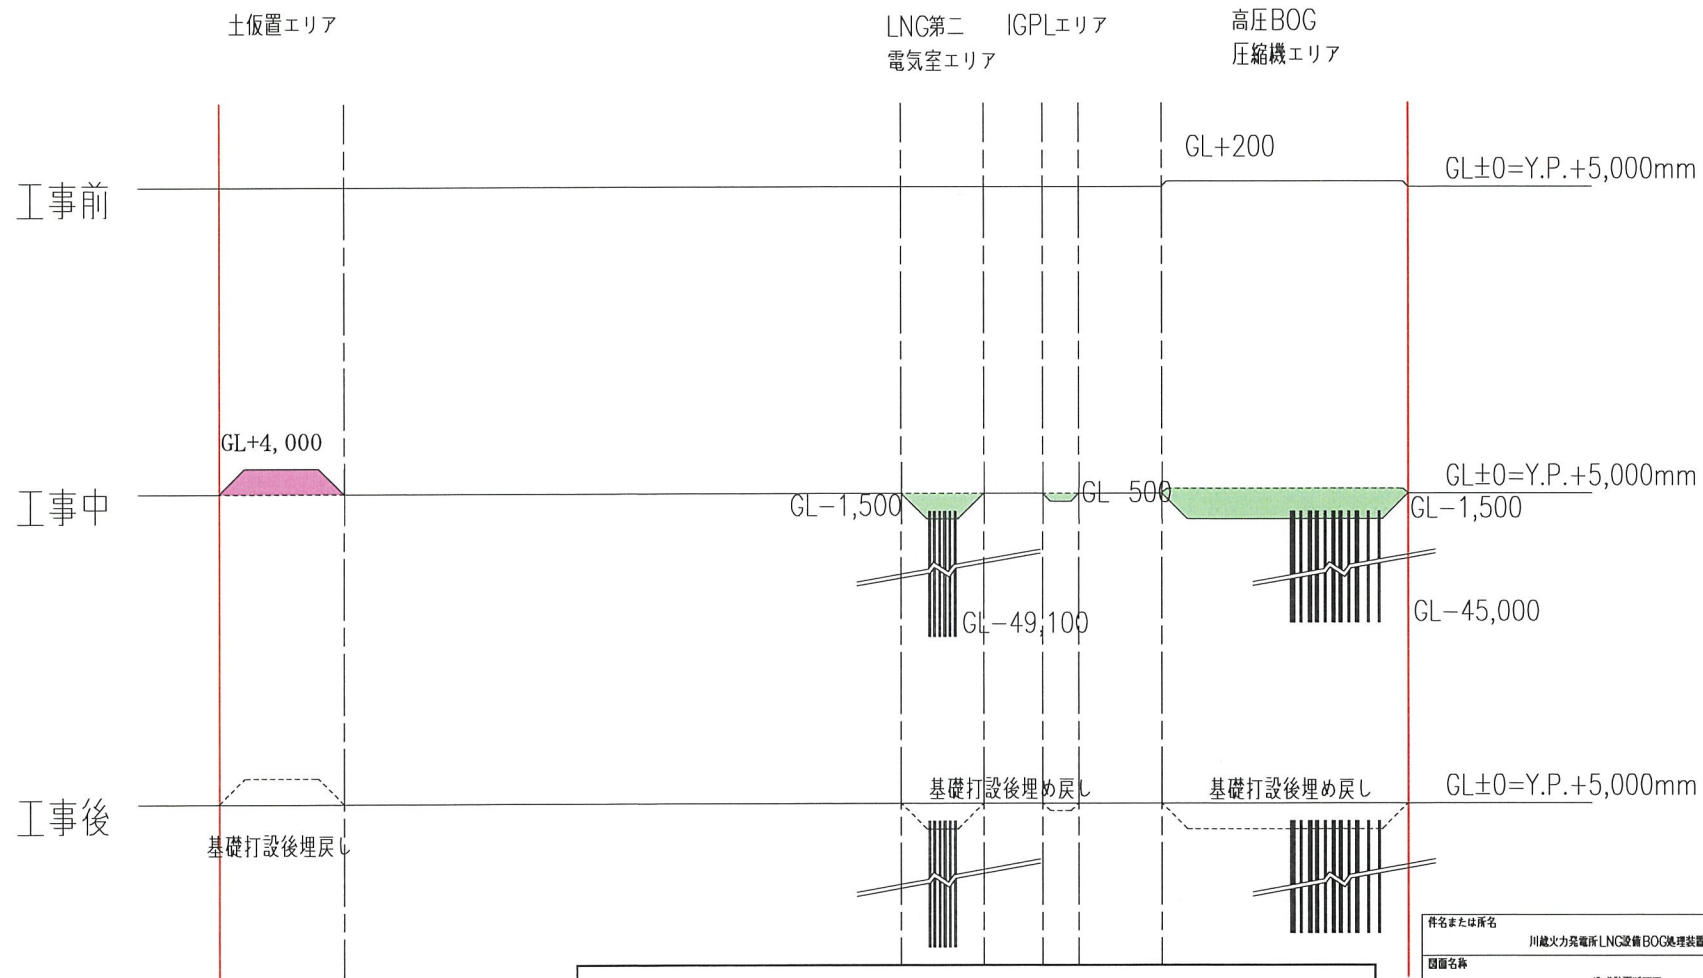 土仮置エリア
LNG第二
電気室エリア
IGPLエリア
高圧BOG
圧縮機エリア
GL+200
GL±0=Y.P.+5,000mm
工事前
GL+4,000
GL±0=Y.P.+5,000mm
工事中
GL-1,500
GL-500
GL-1,500
GL-49,100
GL-45,000
基礎打設後埋め戻し
基礎打設後埋め戻し
GL±0=Y.P.+5,000mm
工事後
基礎打設後埋戻し
件名または所名
川越火力発電所LNG設備BOG処理装置
図面名称